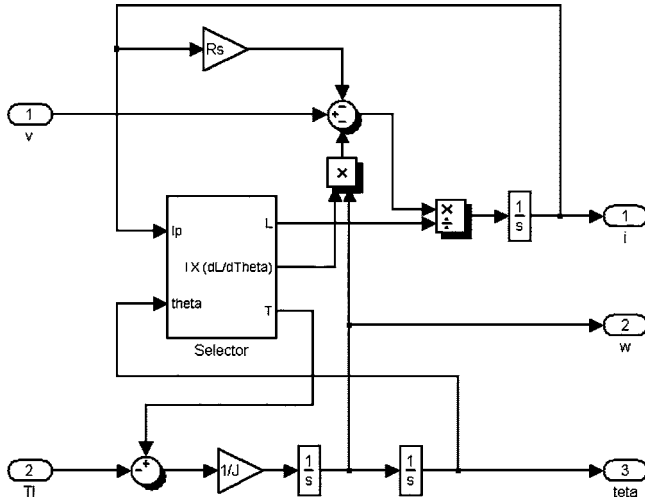 Rs
1
v
+
−
−
×
Ip
theta
L
I X (dL/dTheta)
T
Selector
×
÷
1
s
1
i
2
w
2
Tl
−
+
1/J
1
s
1
s
3
teta